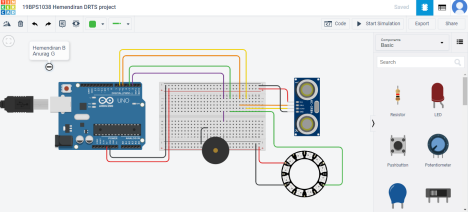 19BPS1038 Hemendiran DRTS project
Saved
Code
Start Simulation
Export
Share
Hemendiran B
Anurag G
Components
Basic
Search
UNO
Resistor
LED
Pushbutton
Potentiometer